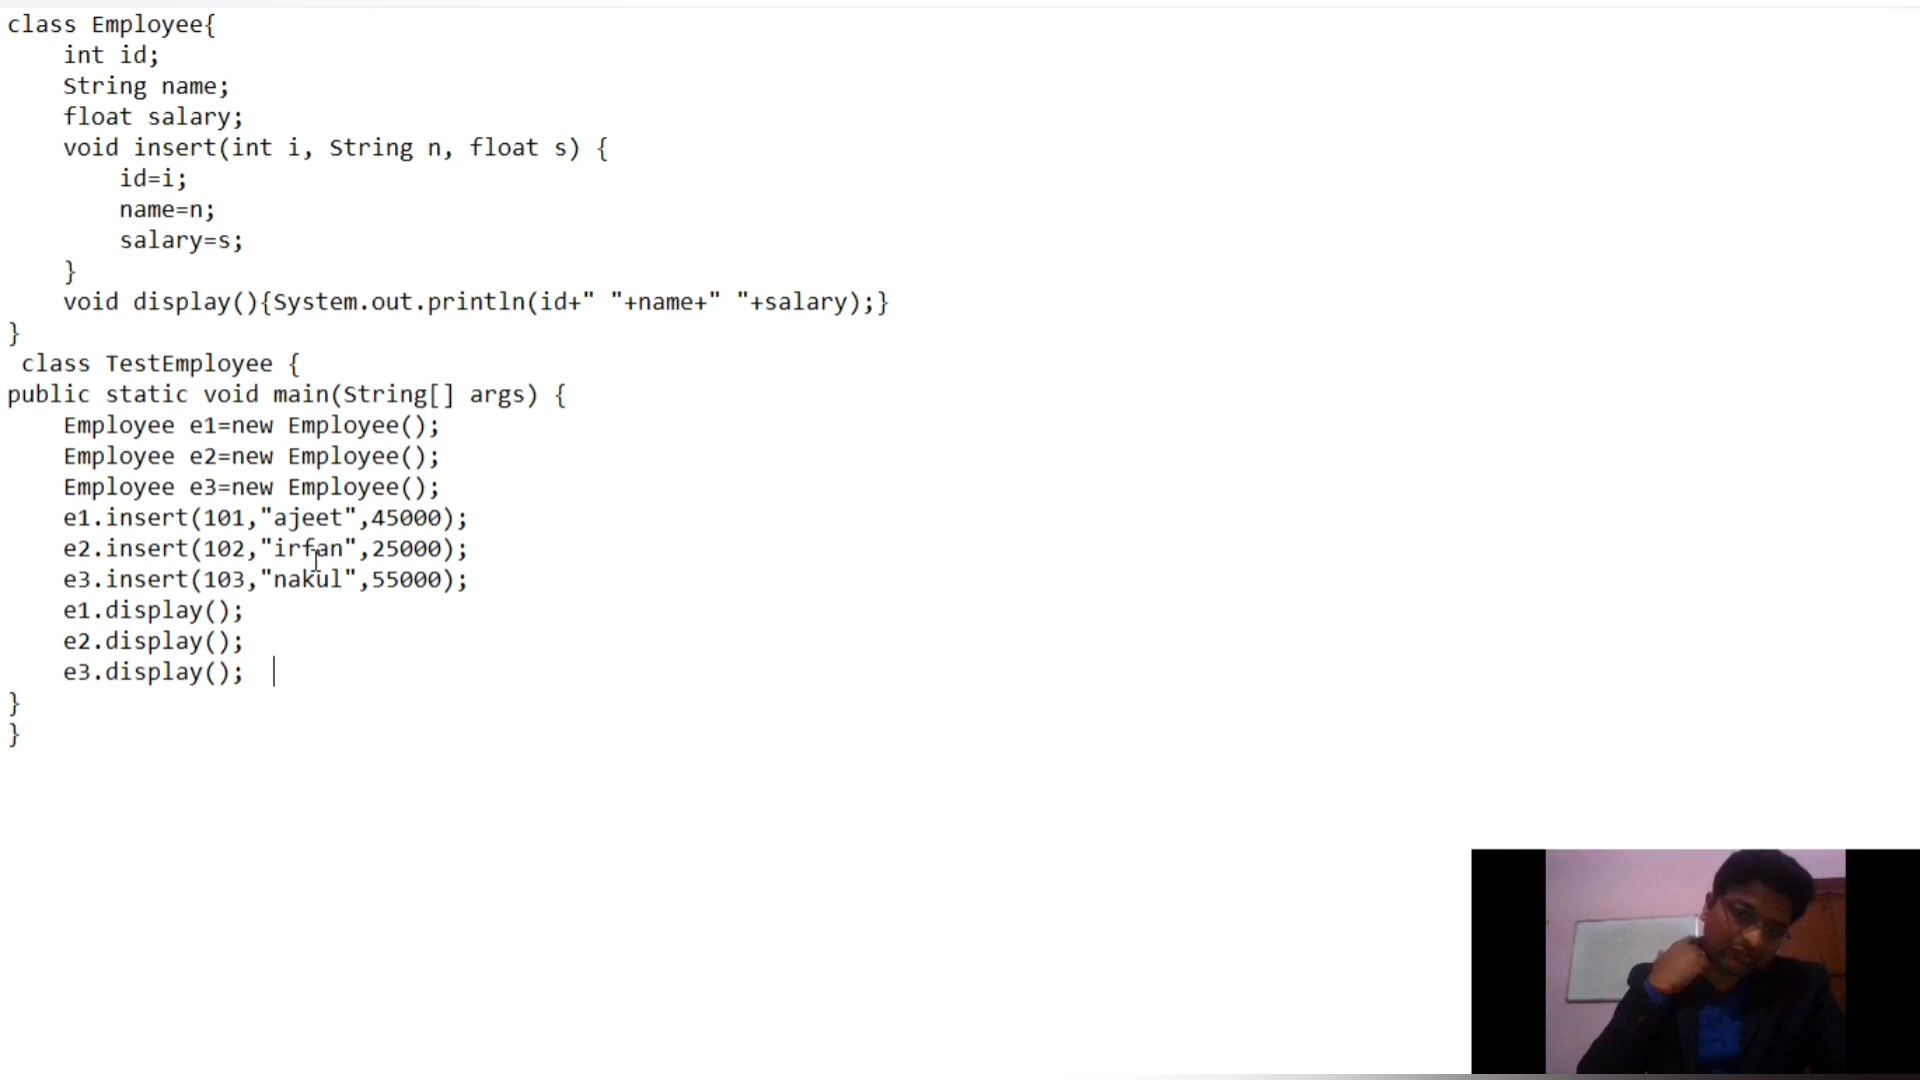 class Employee{
    int id;
    String name;
    float salary;
    void insert(int i, String n, float s) {
        id=i;
        name=n;
        salary=s;
    }
    void display(){System.out.println(id+" "+name+" "+salary);}
}
 class TestEmployee {
public static void main(String[] args) {
    Employee e1=new Employee();
    Employee e2=new Employee();
    Employee e3=new Employee();
    e1.insert(101,"ajeet",45000);
    e2.insert(102,"irfan",25000);
    e3.insert(103,"nakul",55000);
    e1.display();
    e2.display();
    e3.display();
}
}